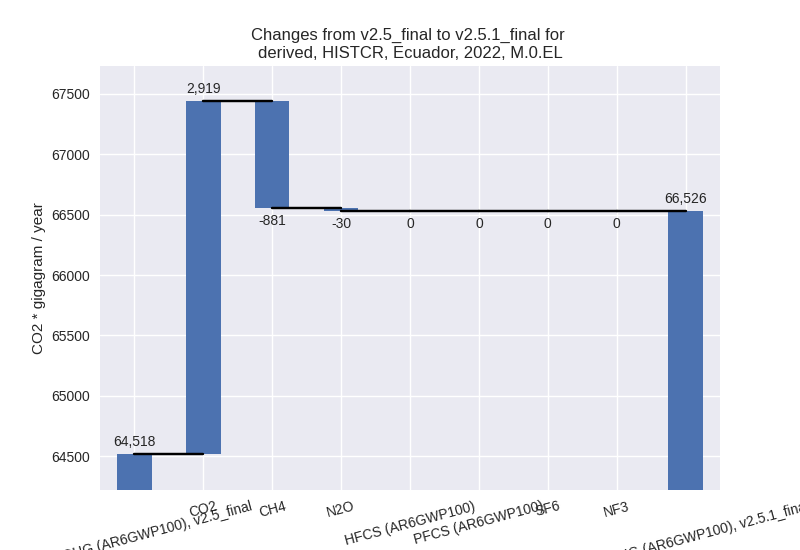 Changes from v2.5_final to v2.5.1_final for
derived, HISTCR, Ecuador, 2022, M.0.EL
CO2 * gigagram / year
67500
67000
66500
66000
65500
65000
64500
64,518
2,919
-881
-30
0
0
0
0
66,526
(AR6GWP100), v2.5_final
CO2
CH4
N2O
HFCS (AR6GWP100)
PFCS (AR6GWP100)
SF6
NF3
(AR6GWP100), v2.5.1_fina